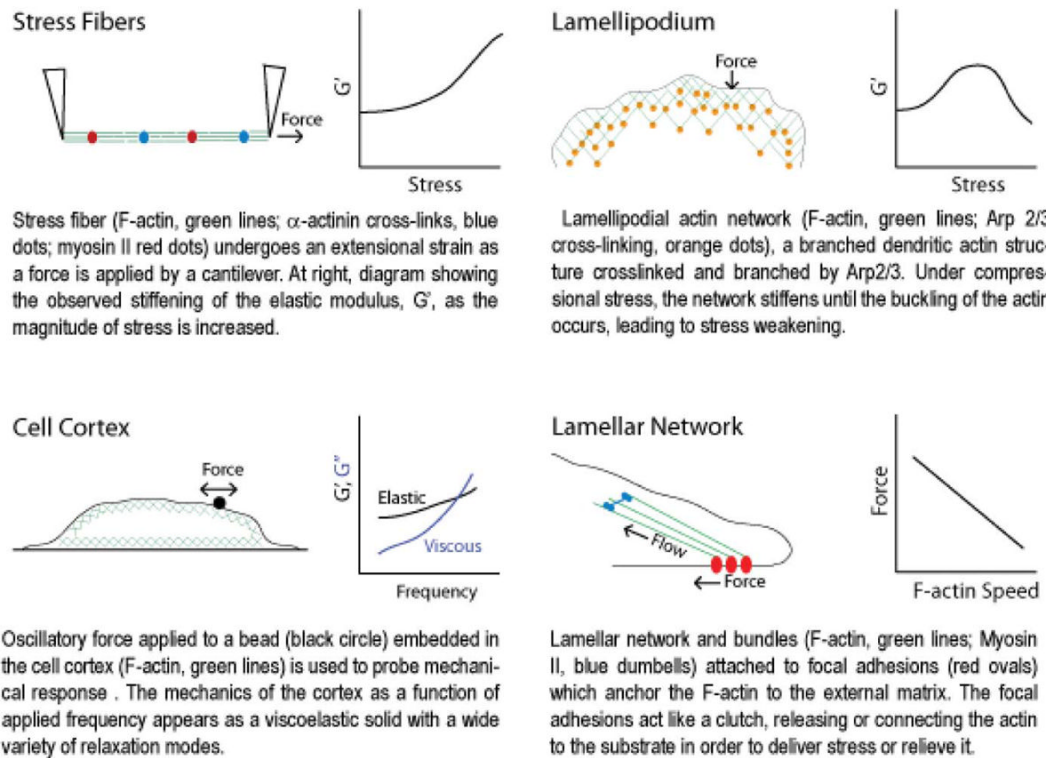 Stress Fibers
G'
Force
Stress
Stress fiber (F-actin, green lines; α-actinin cross-links, blue
dots; myosin II red dots) undergoes an extensional strain as
a force is applied by a cantilever. At right, diagram showing
the observed stiffening of the elastic modulus, G', as the
magnitude of stress is increased.
Lamellipodium
Force
G'
Stress
Lamellipodial actin network (F-actin, green lines; Arp 2/3
cross-linking, orange dots), a branched dendritic actin struc-
ture crosslinked and branched by Arp2/3. Under compres-
sional stress, the network stiffens until the buckling of the actin
occurs, leading to stress weakening.
Cell Cortex
Force
G', G"
Elastic
Viscous
Frequency
Oscillatory force applied to a bead (black circle) embedded in
the cell cortex (F-actin, green lines) is used to probe mechani-
cal response . The mechanics of the cortex as a function of
applied frequency appears as a viscoelastic solid with a wide
variety of relaxation modes.
Lamellar Network
Flow
Force
Force
F-actin Speed
Lamellar network and bundles (F-actin, green lines; Myosin
II, blue dumbells) attached to focal adhesions (red ovals)
which anchor the F-actin to the external matrix. The focal
adhesions act like a clutch, releasing or connecting the actin
to the substrate in order to deliver stress or relieve it.